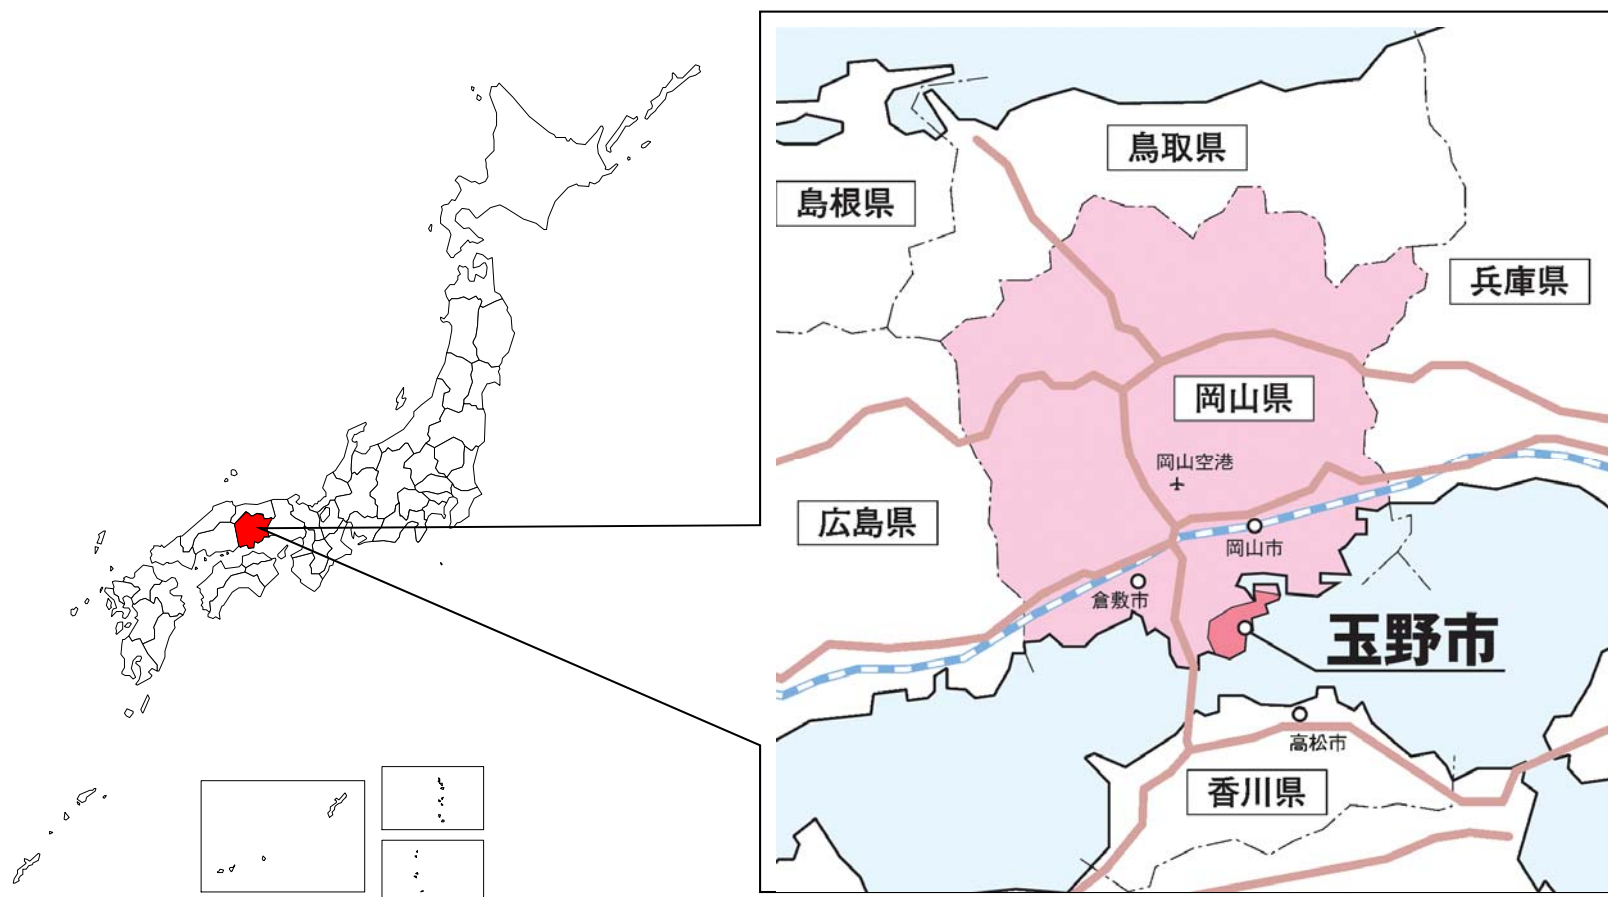 鳥取県
島根県
兵庫県
岡山県
岡山空港
広島県
岡山市
倉敷市
玉野市
高松市
香川県